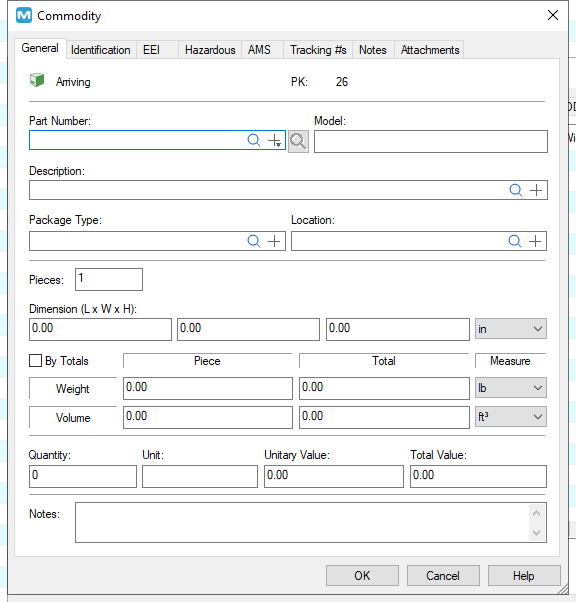 M Commodity
General Identification EEI Hazardous AMS Tracking #s Notes Attachments
Arriving PK: 26
Part Number: Model:
Description:
Package Type: Location:
Pieces: 1
Dimension (L x W x H):
0.00 0.00 0.00 in
By Totals Piece Total Measure
Weight 0.00 0.00 lb
Volume 0.00 0.00 ft³
Quantity: Unit: Unitary Value: Total Value:
0 0.00 0.00
Notes:
OK Cancel Help